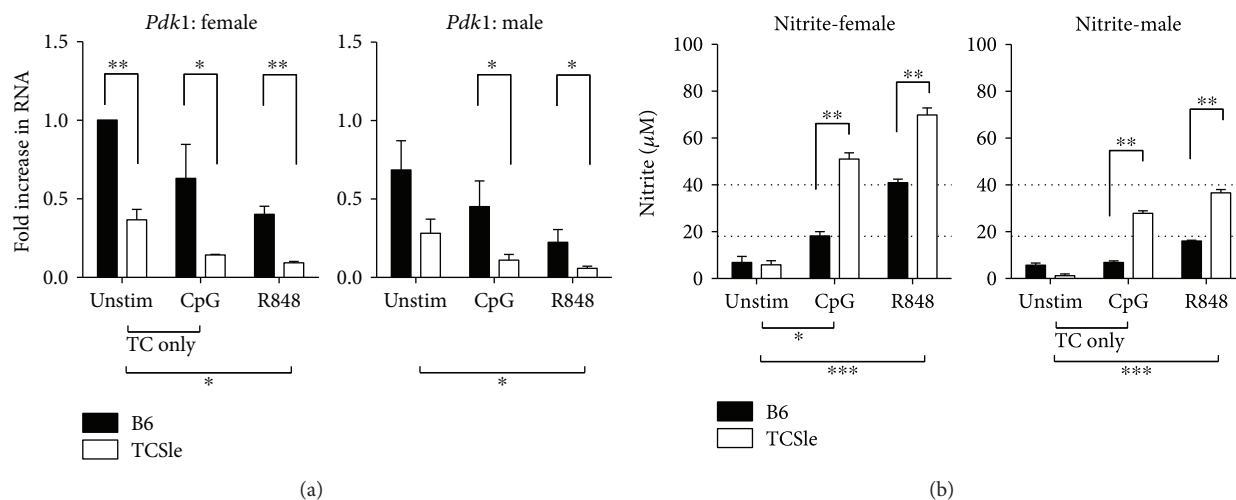 Pdk1: female
Fold increase in RNA
1.5
1.0
0.5
0.0
** * **
Unstim CpG R848
TC only
*
Pdk1: male
1.5
1.0
0.5
0.0
* *
Unstim CpG R848
*
B6
TCSle
(a)
Nitrite-female
Nitrite (μM)
100
80
60
40
20
0
** **
Unstim CpG R848
*
***
Nitrite-male
100
80
60
40
20
0
** **
Unstim CpG R848
TC only
***
B6
TCSle
(b)